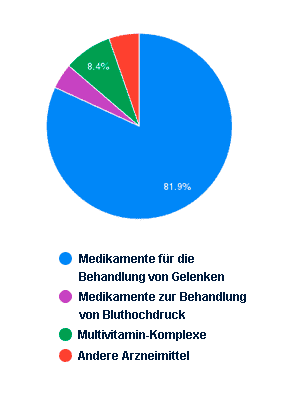 8.4%
81.9%
Medikamente für die
Behandlung von Gelenken
Medikamente zur Behandlung
von Bluthochdruck
Multivitamin-Komplexe
Andere Arzneimittel